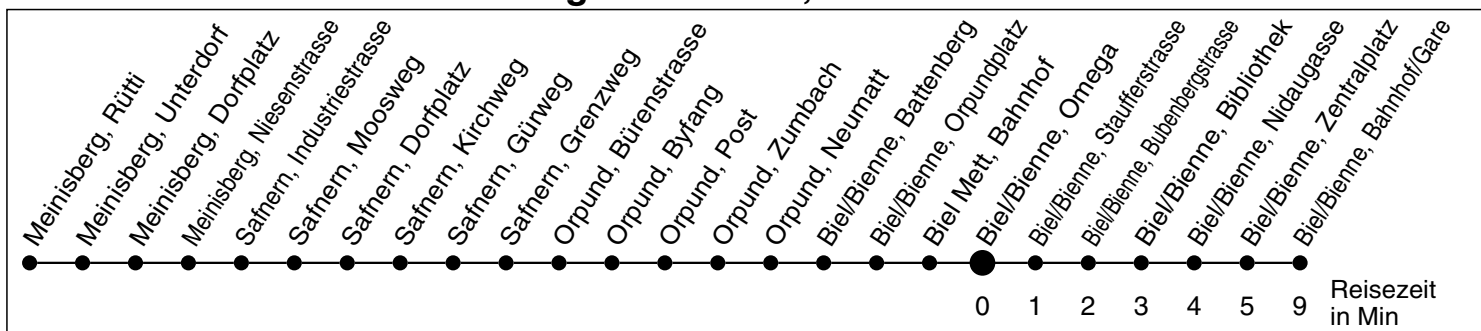 Meinisberg, Rütti
Meinisberg, Unterdorf
Meinisberg, Dorfplatz
Meinisberg, Niesenstrasse
Safnern, Industriestrasse
Safnern, Moosweg
Safnern, Dorfplatz
Safnern, Kirchweg
Safnern, Gürweg
Safnern, Grenzweg
Orpund, Bürenstrasse
Orpund, Byfang
Orpund, Post
Orpund, Zumbach
Orpund, Neumatt
Biel/Bienne, Battenberg
Biel/Bienne, Orpundplatz
Biel Mett, Bahnhof
Biel/Bienne, Omega
Biel/Bienne, Staufferstrasse
Biel/Bienne, Bubenbergstrasse
Biel/Bienne, Bibliothek
Biel/Bienne, Nidaugasse
Biel/Bienne, Zentralplatz
Biel/Bienne, Bahnhof/Gare
0 1 2 3 4 5 9
Reisezeit
in Min